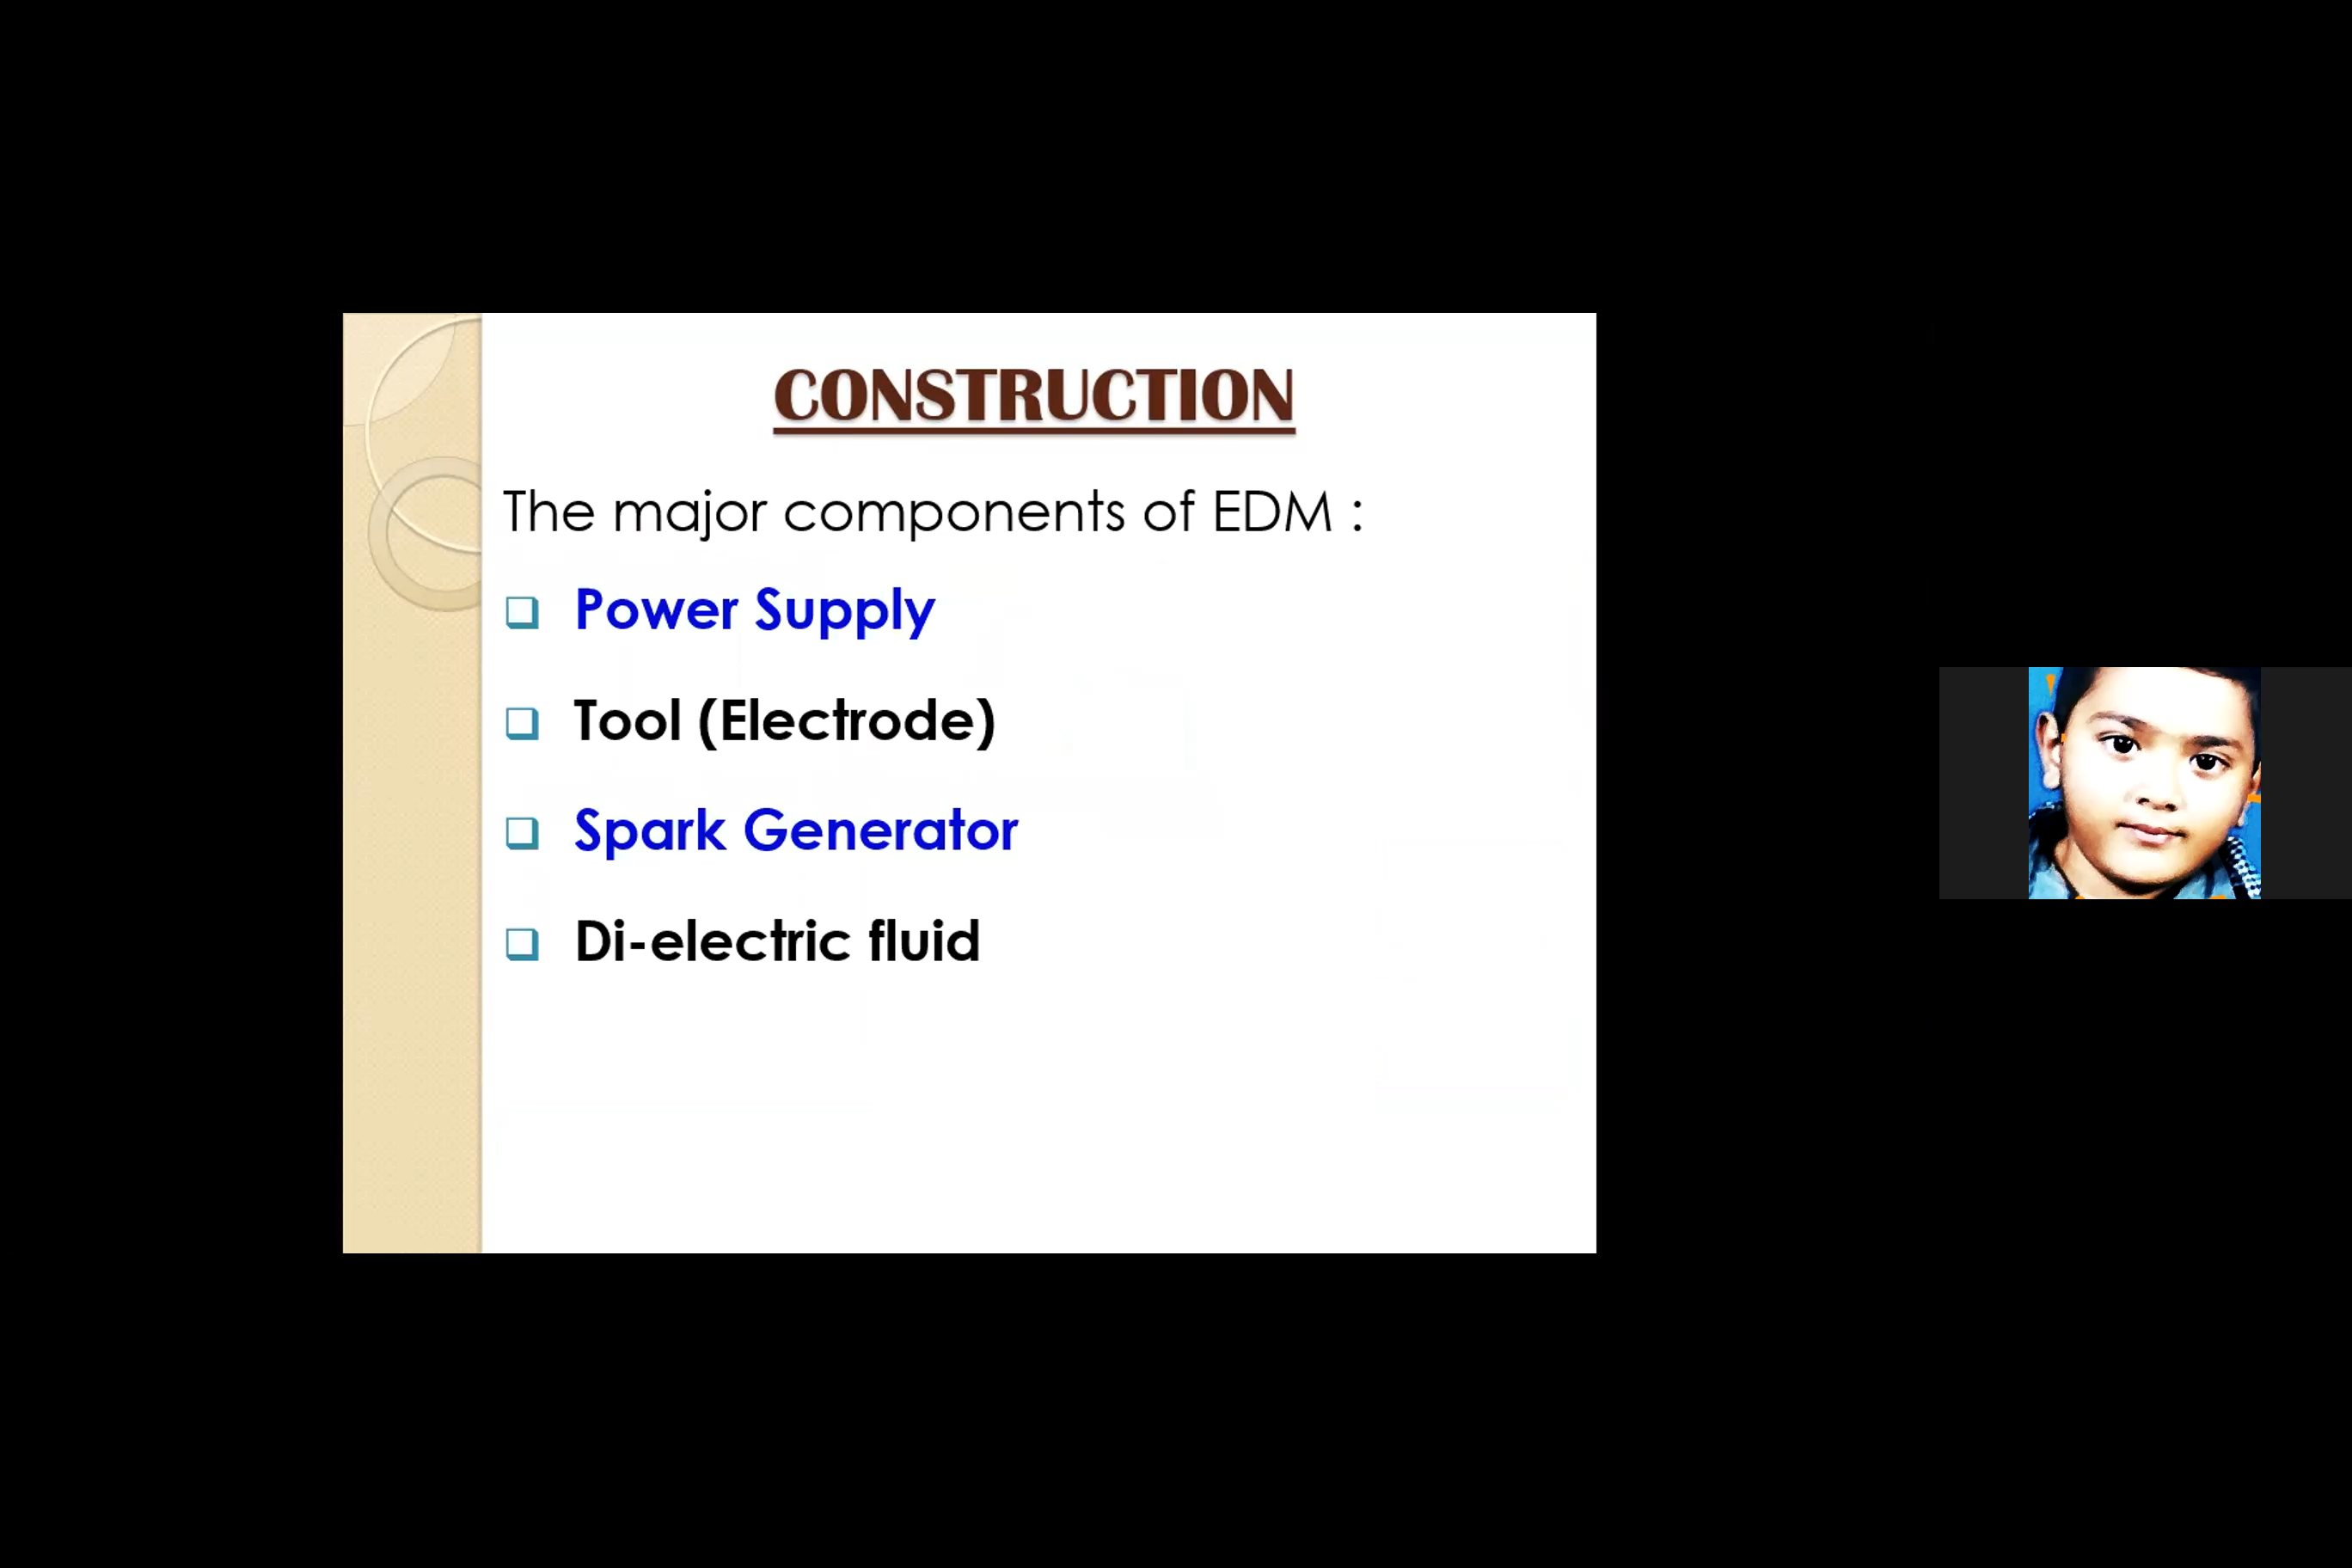 CONSTRUCTION
The major components of EDM :
Power Supply
Tool (Electrode)
Spark Generator
Di-electric fluid